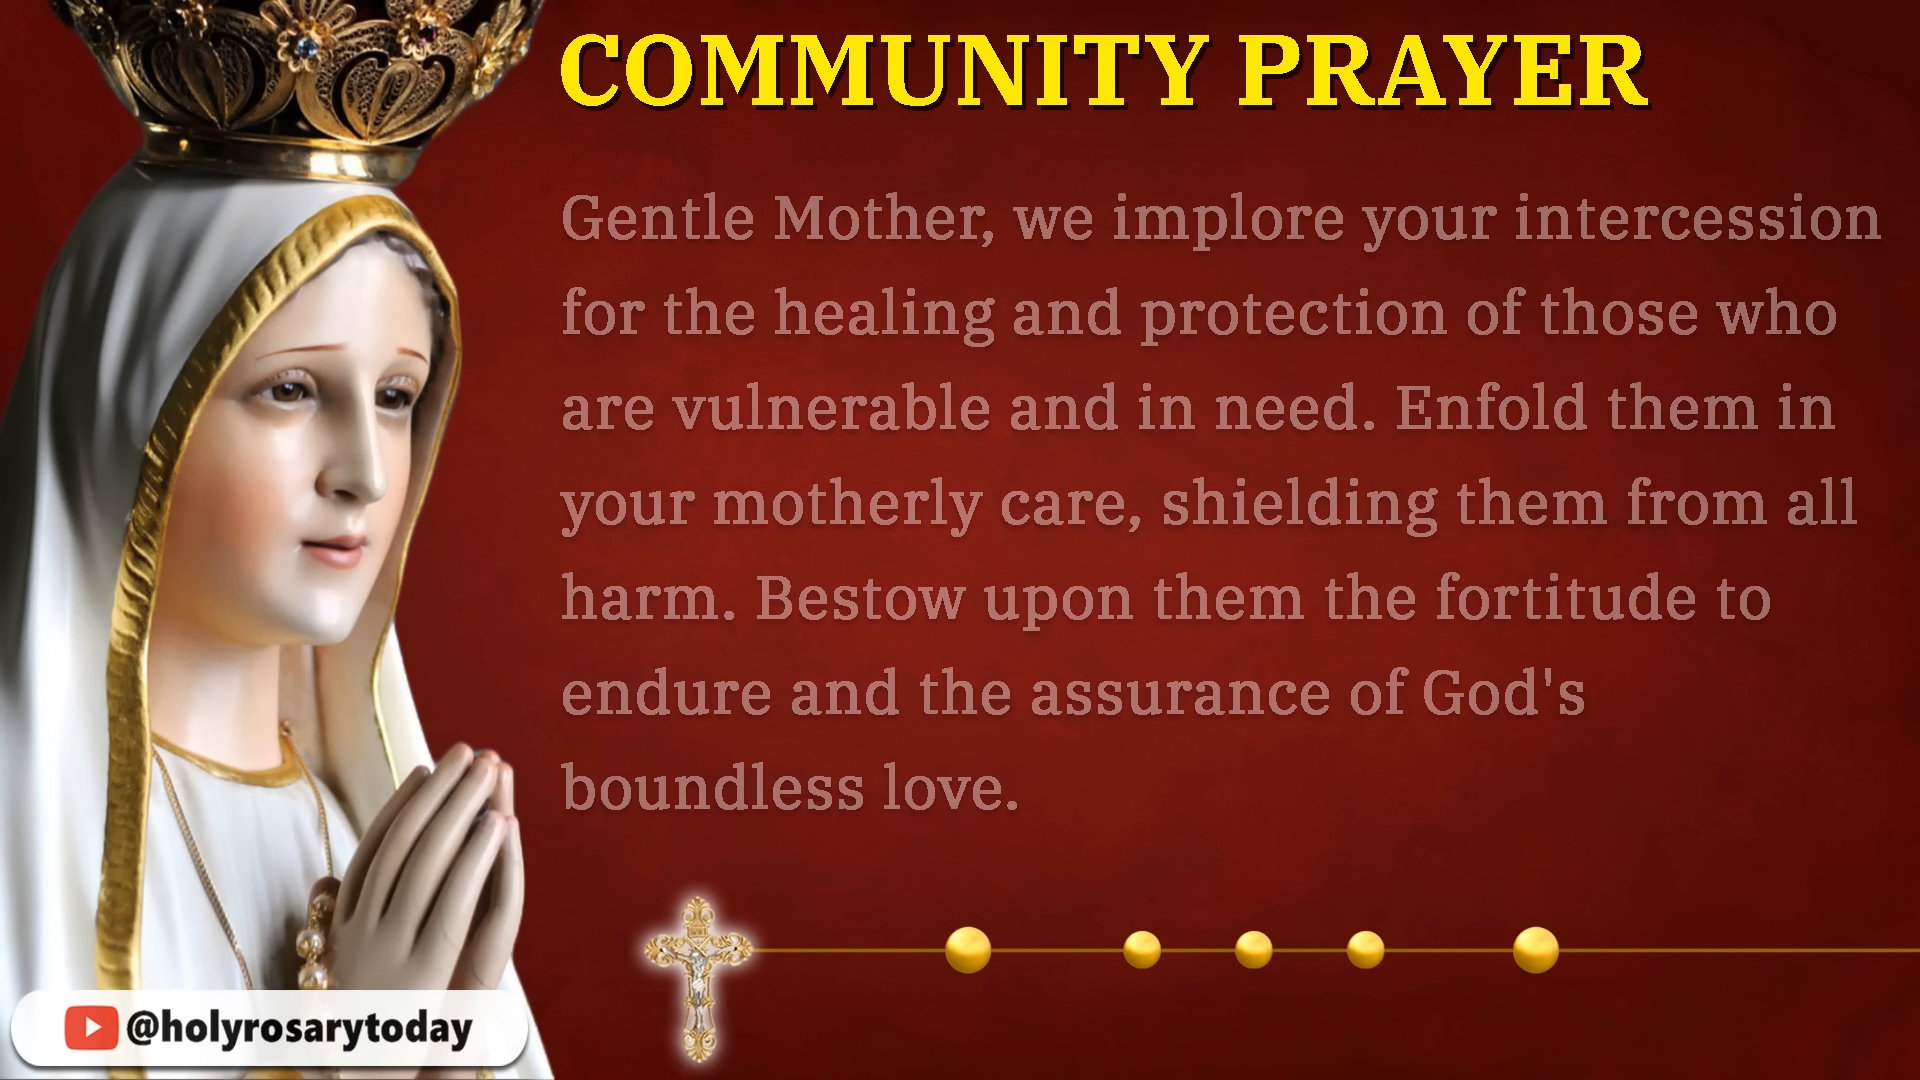 COMMUNITY PRAYER
Gentle Mother, we implore your intercession
for the healing and protection of those who
are vulnerable and in need. Enfold them in
your motherly care, shielding them from all
harm. Bestow upon them the fortitude to
endure and the assurance of God's
boundless love.
@holyrosarytoday